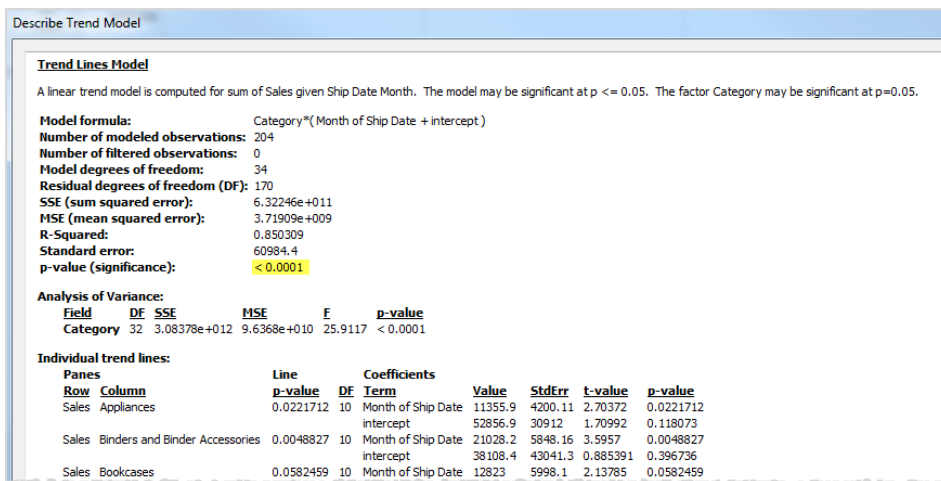 Describe Trend Model
Trend Lines Model
A linear trend model is computed for sum of Sales given Ship Date Month. The model may be significant at p <= 0.05. The factor Category may be significant at p=0.05.
Model formula: Category*( Month of Ship Date + intercept )
Number of modeled observations: 204
Number of filtered observations: 0
Model degrees of freedom: 34
Residual degrees of freedom (DF): 170
SSE (sum squared error): 6.32246e+011
MSE (mean squared error): 3.71909e+009
R-Squared: 0.850309
Standard error: 60984.4
p-value (significance): < 0.0001
Analysis of Variance:
Field DF SSE MSE F p-value
Category 32 3.08378e+012 9.6368e+010 25.9117 < 0.0001
Individual trend lines:
Panes Line Coefficients
Row Column p-value DF Term Value StdErr t-value p-value
Sales Appliances 0.0221712 10 Month of Ship Date 11355.9 4200.11 2.70372 0.0221712
intercept 52856.9 30912 1.70992 0.118073
Sales Binders and Binder Accessories 0.0048827 10 Month of Ship Date 21028.2 5848.16 3.5957 0.0048827
intercept 38108.4 43041.3 0.885391 0.396736
Sales Bookcases 0.0582459 10 Month of Ship Date 12823 5998.1 2.13785 0.0582459